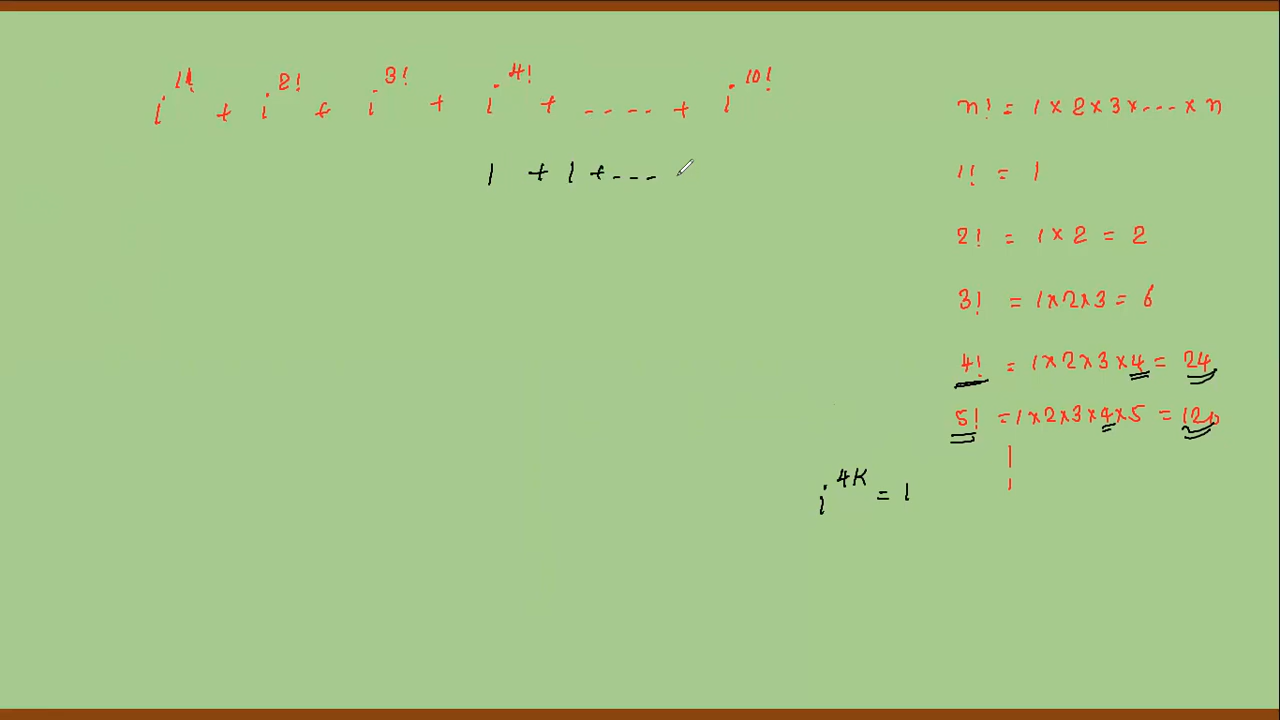 i^1! + i^2! + i^3! + i^4! + ---- + i^10!
1 + 1 + ---
n! = 1 × 2 × 3 × --- × n
1! = 1
2! = 1 × 2 = 2
3! = 1×2×3 = 6
4! = 1×2×3×4 = 24
5! = 1×2×3×4×5 = 120
i^4K = 1